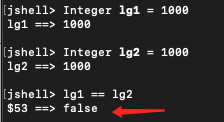 jshell> Integer lg1 = 1000
lg1 ==> 1000
jshell> Integer lg2 = 1000
lg2 ==> 1000
jshell> lg1 == lg2
$53 ==> false